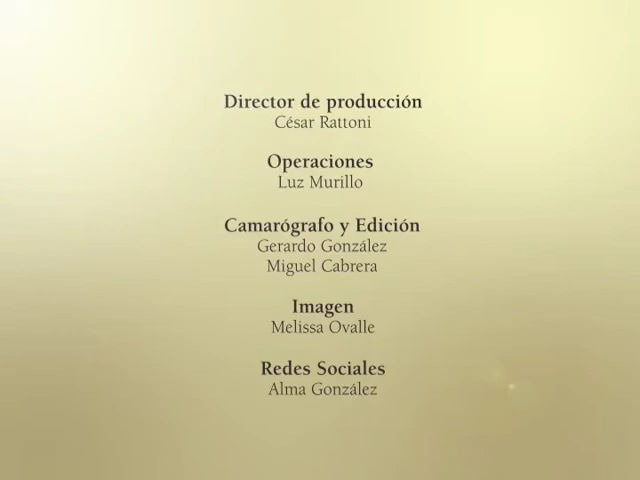 Director de producción
César Rattoni
Operaciones
Luz Murillo
Camarógrafo y Edición
Gerardo González
Miguel Cabrera
Imagen
Melissa Ovalle
Redes Sociales
Alma González